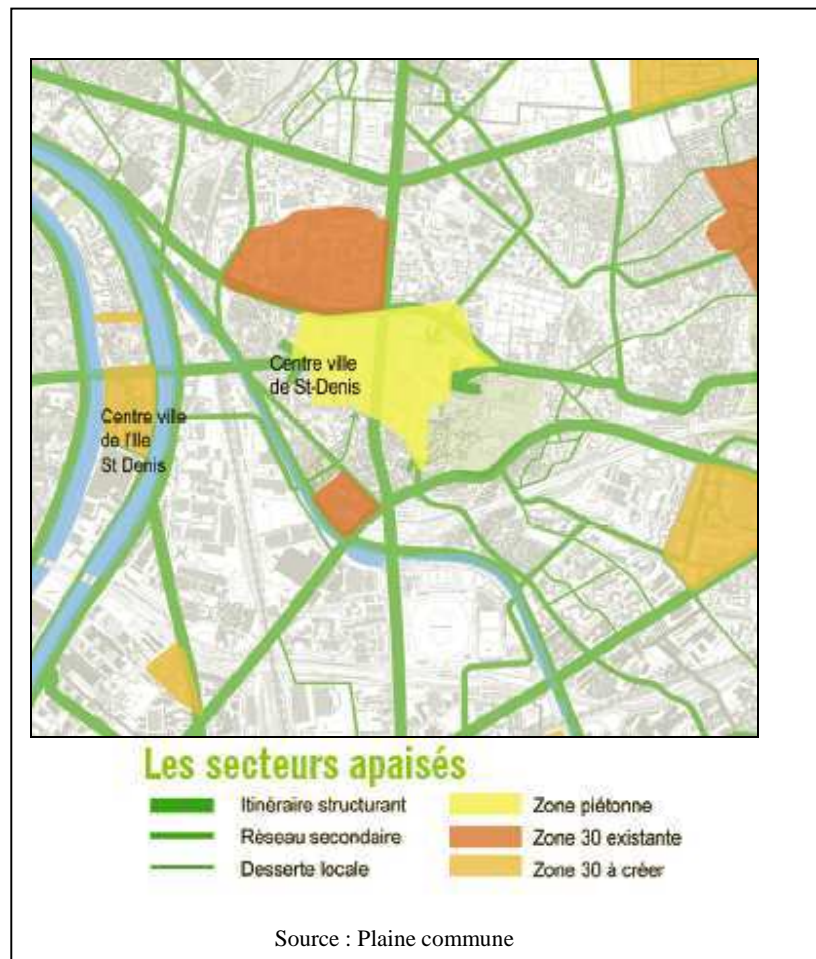 Centre ville
de St-Denis
Centre ville
de l'Ile
St Denis
Les secteurs apaisés
Itinéraire structurant
Réseau secondaire
Desserte locale
Zone piétonne
Zone 30 existante
Zone 30 à créer
Source : Plaine commune